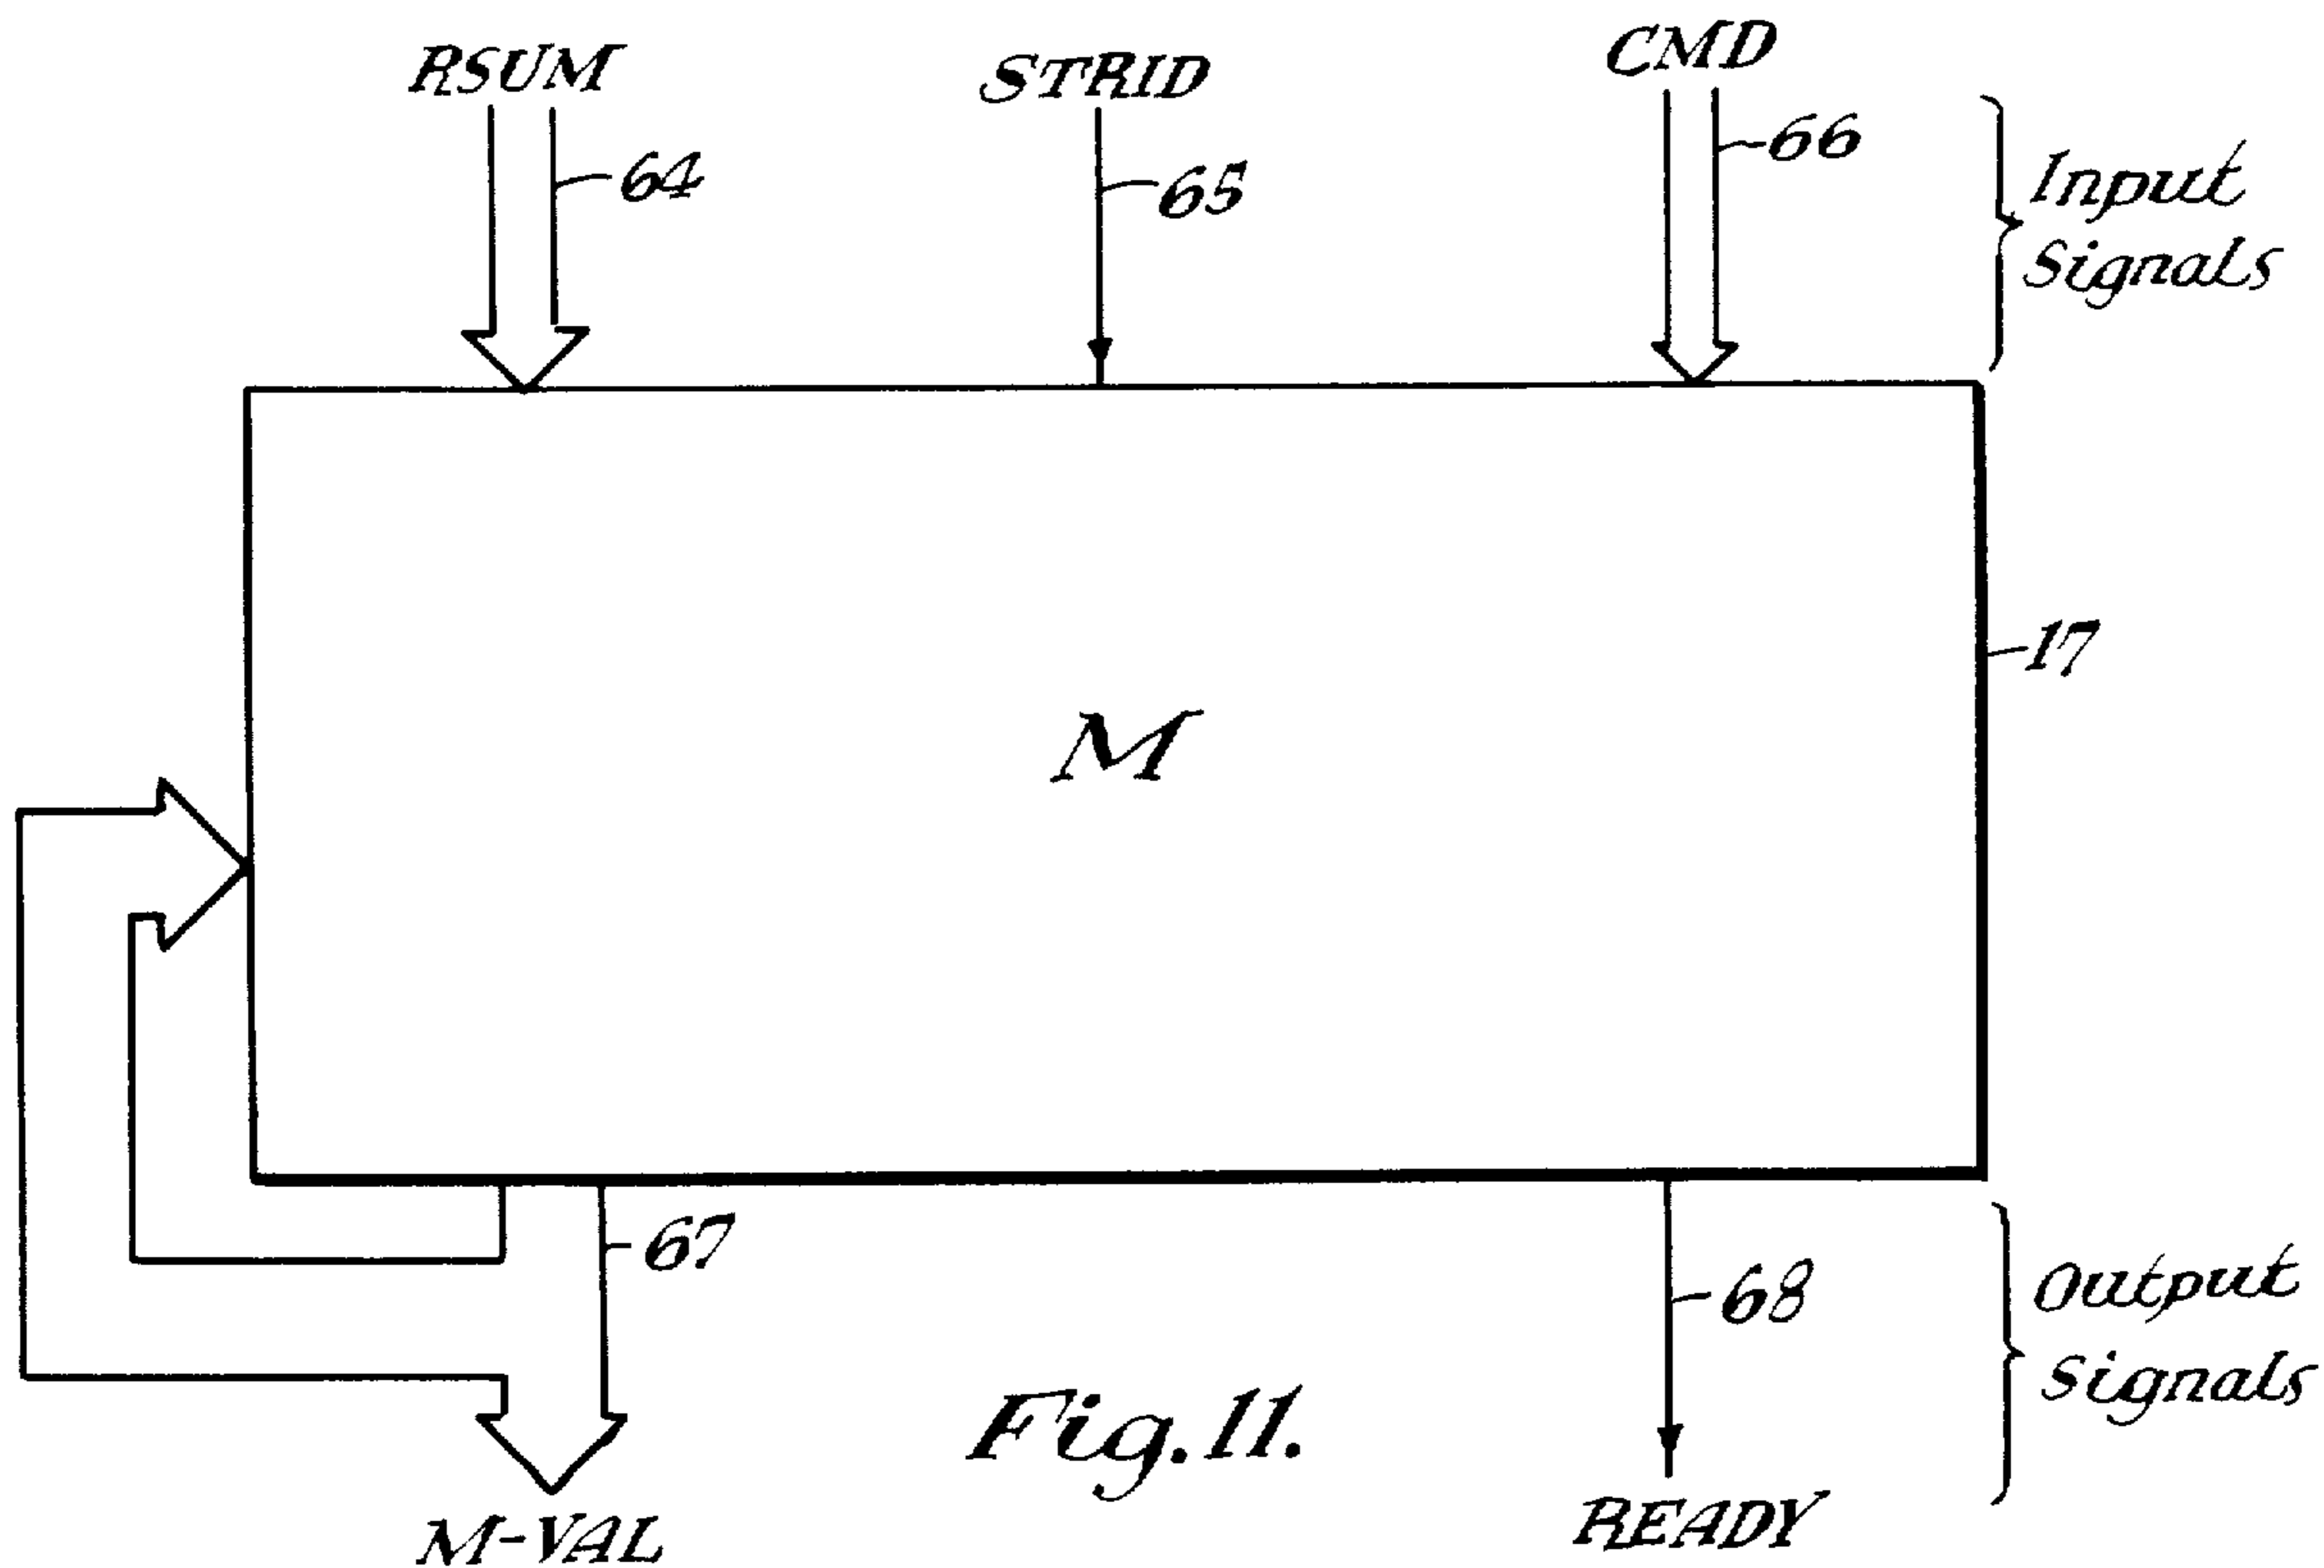 RSUM
STRID
CMD
64
65
66
Input
Signals
17
M
67
68
Output
Signals
Fig.11.
M-VAL
READY